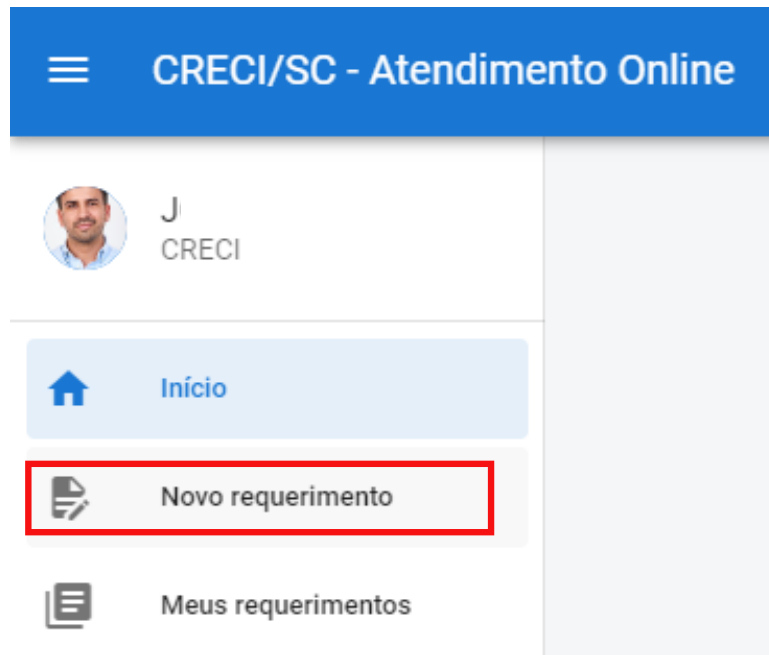 CRECI/SC - Atendimento Online
J
CRECI
Início
Novo requerimento
Meus requerimentos